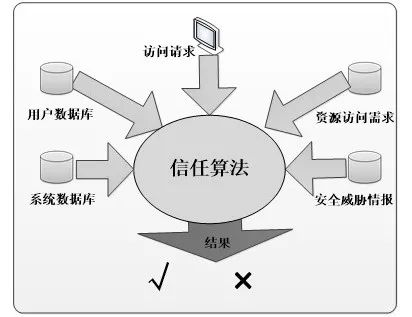 访问请求
用户数据库
资源访问需求
信任算法
系统数据库
安全威胁情报
结果